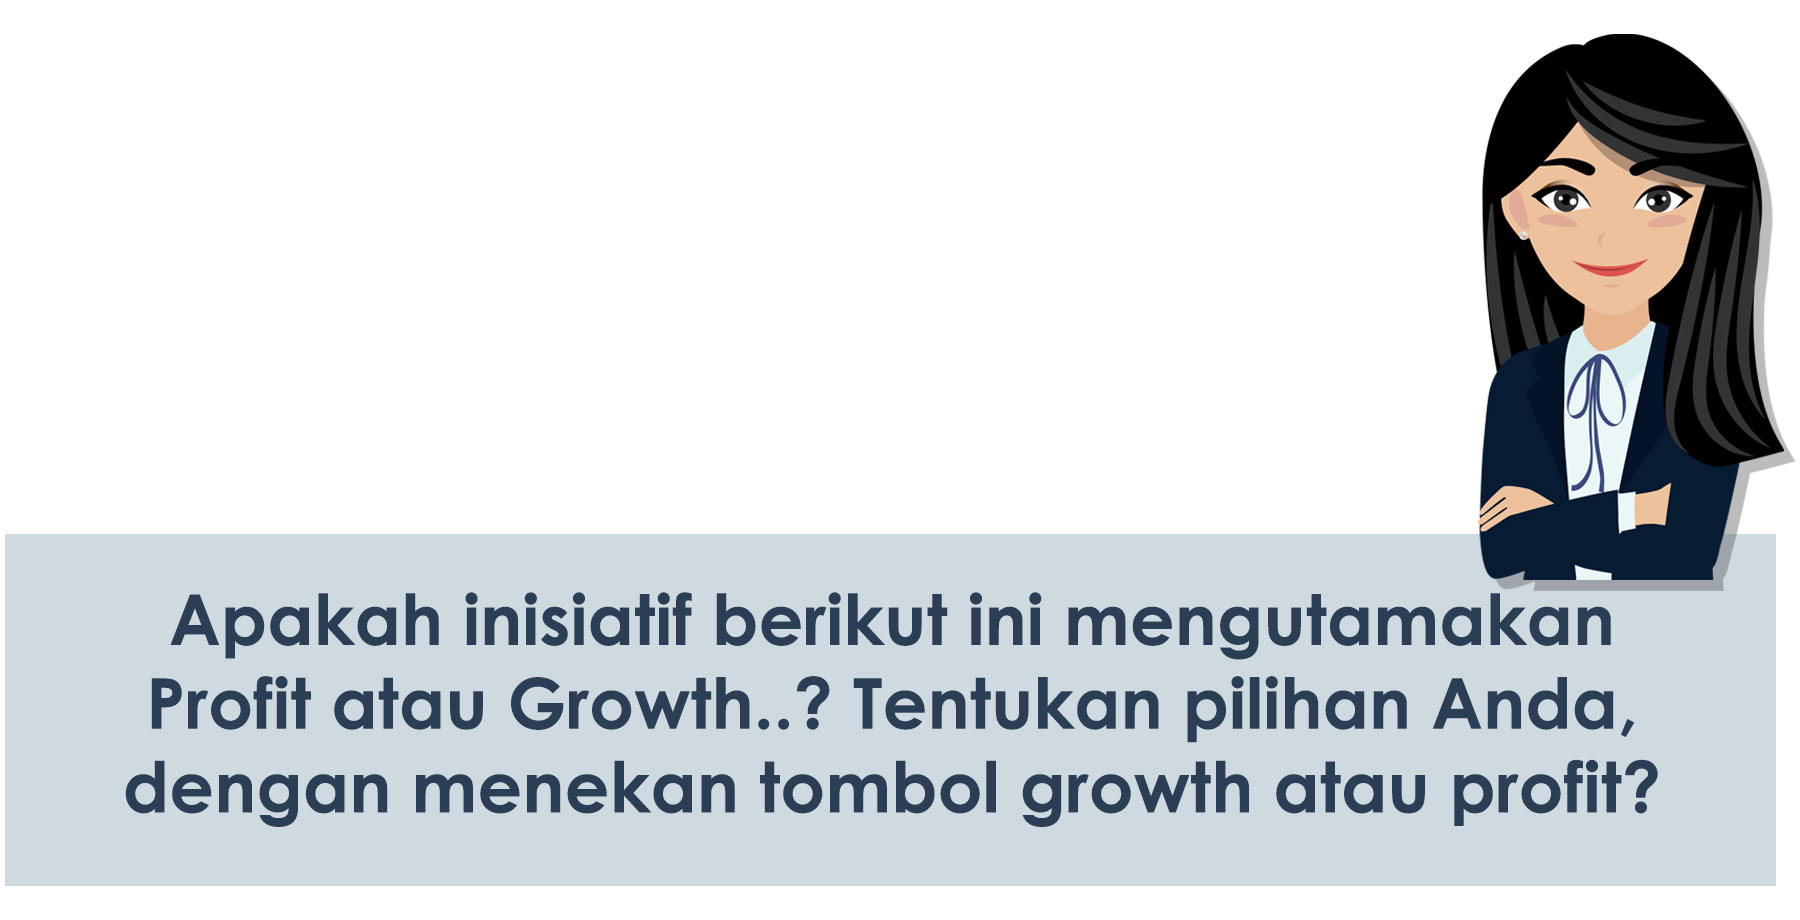 Apakah inisiatif berikut ini mengutamakan
Profit atau Growth..? Tentukan pilihan Anda,
dengan menekan tombol growth atau profit?